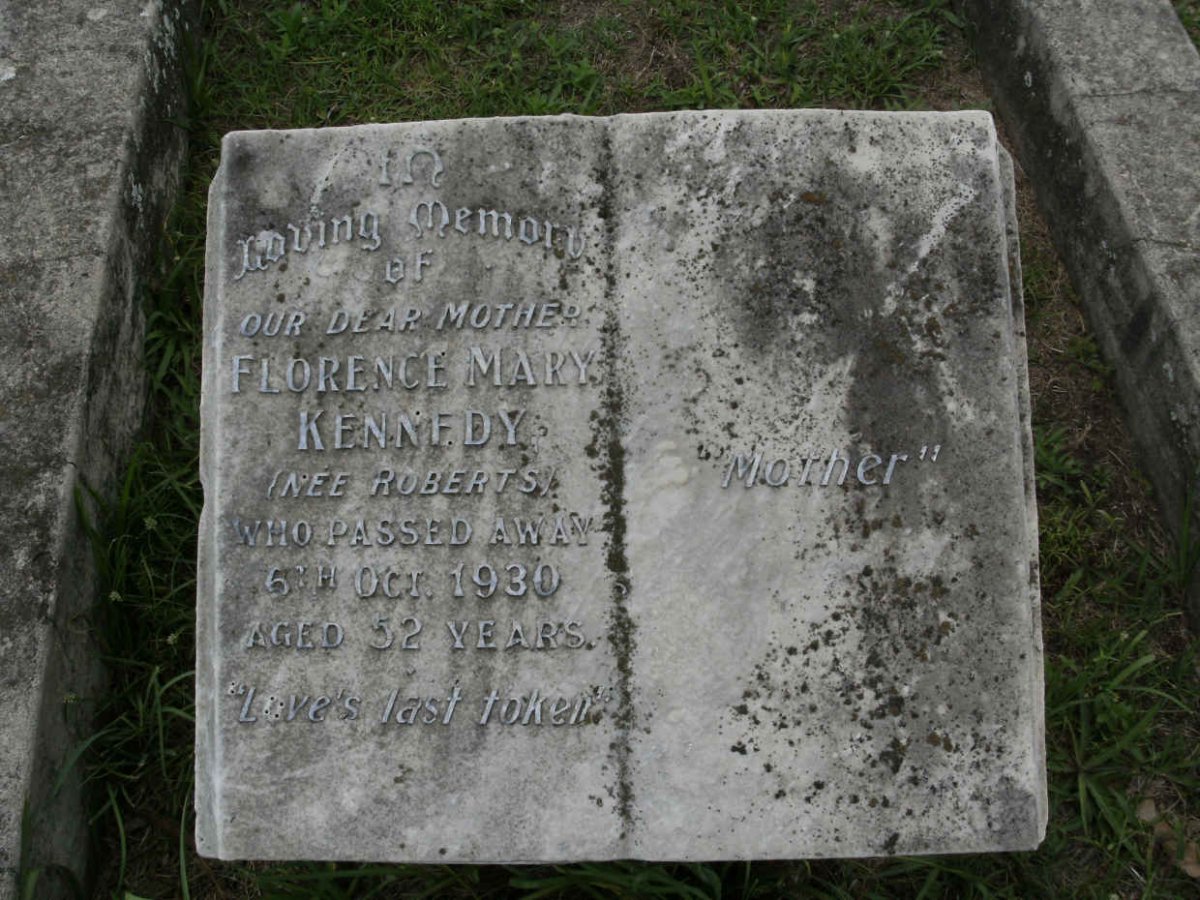 In
Loving Memory
of
OUR DEAR MOTHER
FLORENCE MARY
KENNEDY
(NÉE ROBERTS)
WHO PASSED AWAY
6TH OCT. 1930
AGED 52 YEARS
"Love's last token"
"Mother"